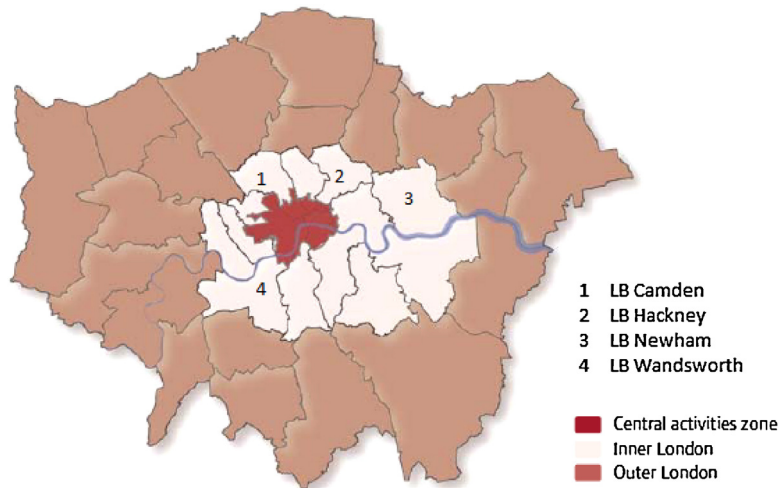 1
2
3
4
1 LB Camden
2 LB Hackney
3 LB Newham
4 LB Wandsworth
Central activities zone
Inner London
Outer London